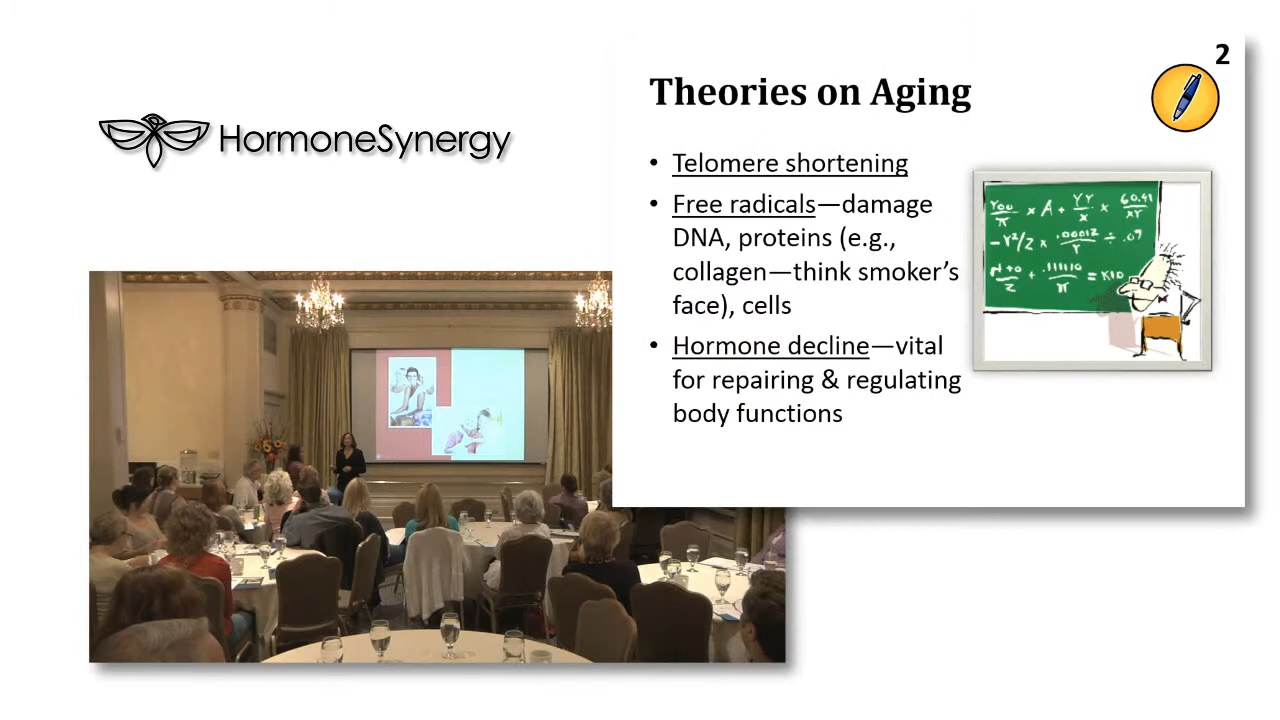 HormoneSynergy
2
Theories on Aging
• Telomere shortening
• Free radicals—damage
DNA, proteins (e.g.,
collagen—think smoker's
face), cells
• Hormone decline—vital
for repairing & regulating
body functions